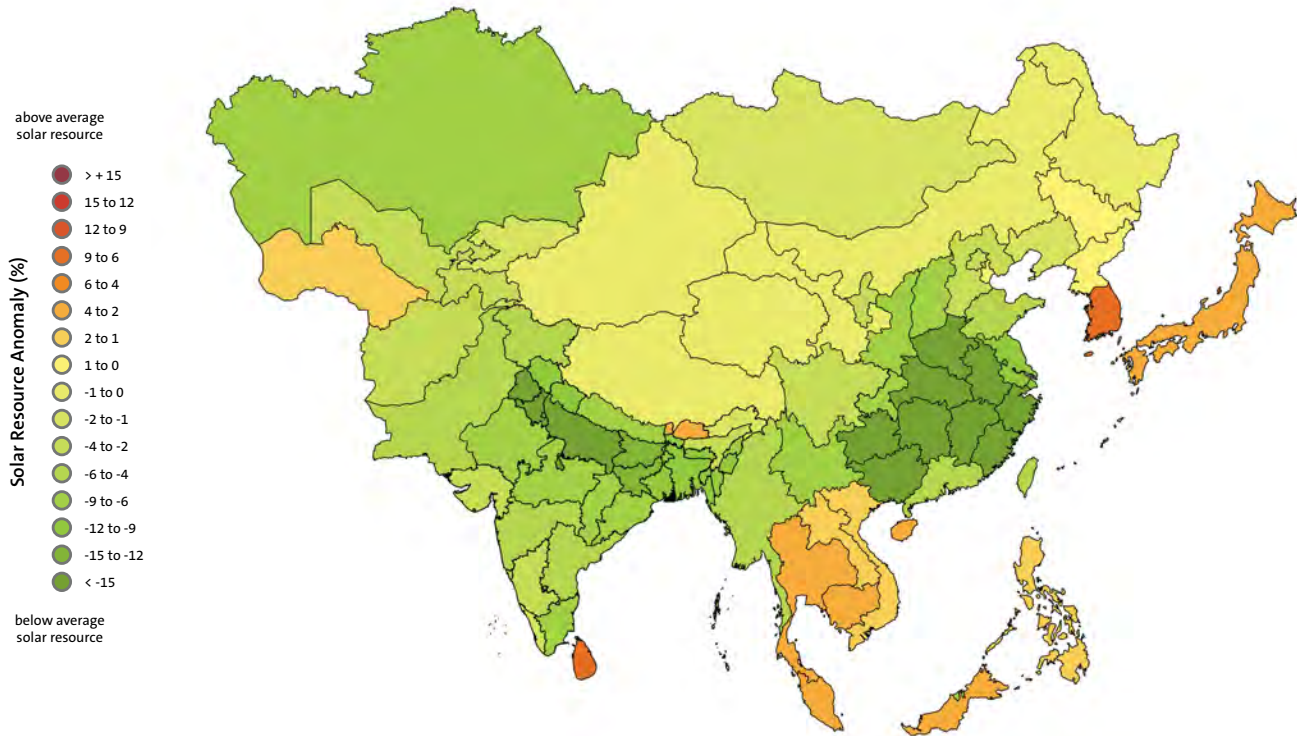 above average
solar resource
Solar Resource Anomaly (%)
> + 15
15 to 12
12 to 9
9 to 6
6 to 4
4 to 2
2 to 1
1 to 0
-1 to 0
-2 to -1
-4 to -2
-6 to -4
-9 to -6
-12 to -9
-15 to -12
< -15
below average
solar resource